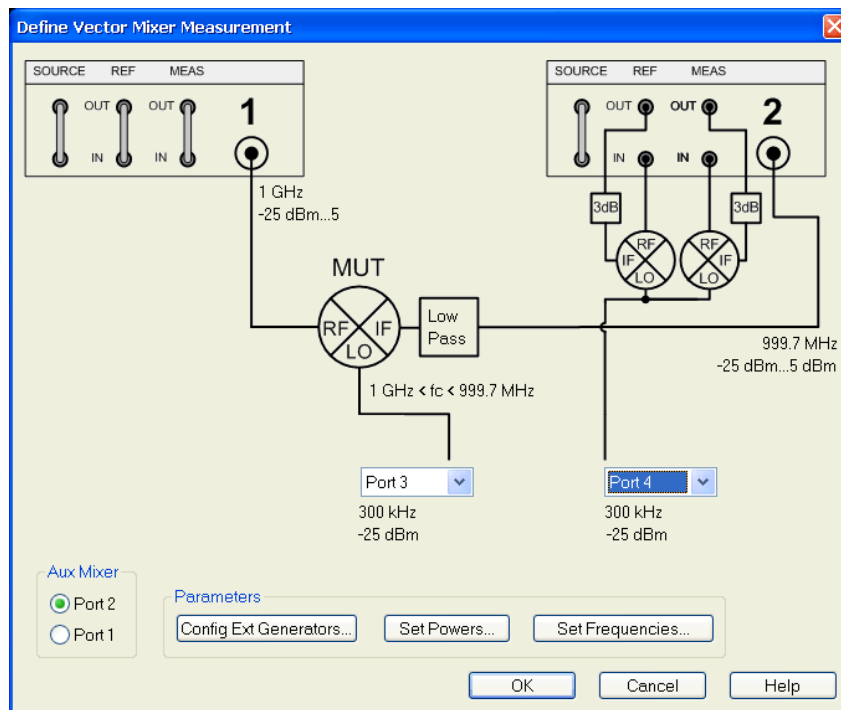 Define Vector Mixer Measurement
SOURCE REF MEAS
OUT OUT 1
IN IN
SOURCE REF MEAS
OUT OUT 2
IN IN
1 GHz
-25 dBm...5
3dB
3dB
RF
IF
LO
RF
IF
LO
MUT
RF IF
LO
Low
Pass
999.7 MHz
-25 dBm...5 dBm
1 GHz < fc < 999.7 MHz
Port 3
300 kHz
-25 dBm
Port 4
300 kHz
-25 dBm
Aux Mixer
Port 2
Port 1
Parameters
Config Ext Generators...
Set Powers...
Set Frequencies...
OK
Cancel
Help